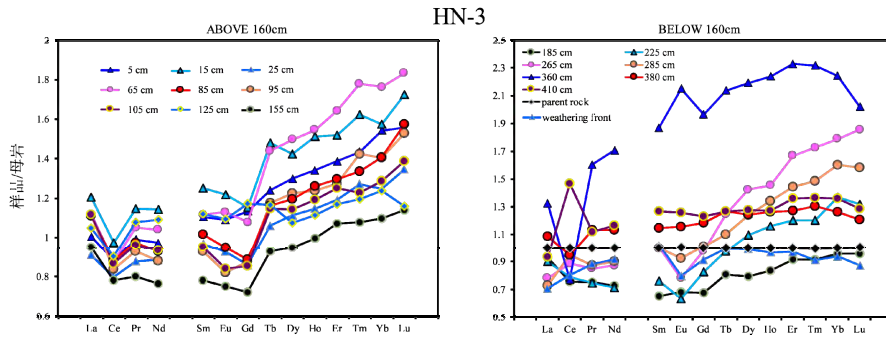 HN-3
ABOVE 160cm
2
1.8
1.6
1.4
1.2
1
0.8
0.6
样品/母岩
5 cm 15 cm 25 cm
65 cm 85 cm 95 cm
105 cm 125 cm 155 cm
La Ce Pr Nd Sm Eu Gd Tb Dy Ho Er Tm Yb Lu
BELOW 160cm
2.5
2.3
2.1
1.9
1.7
1.5
1.3
1.1
0.9
0.7
0.5
185 cm 225 cm
265 cm 285 cm
360 cm 380 cm
410 cm
parent rock
weathering front
La Ce Pr Nd Sm Eu Gd Tb Dy Ho Er Tm Yb Lu